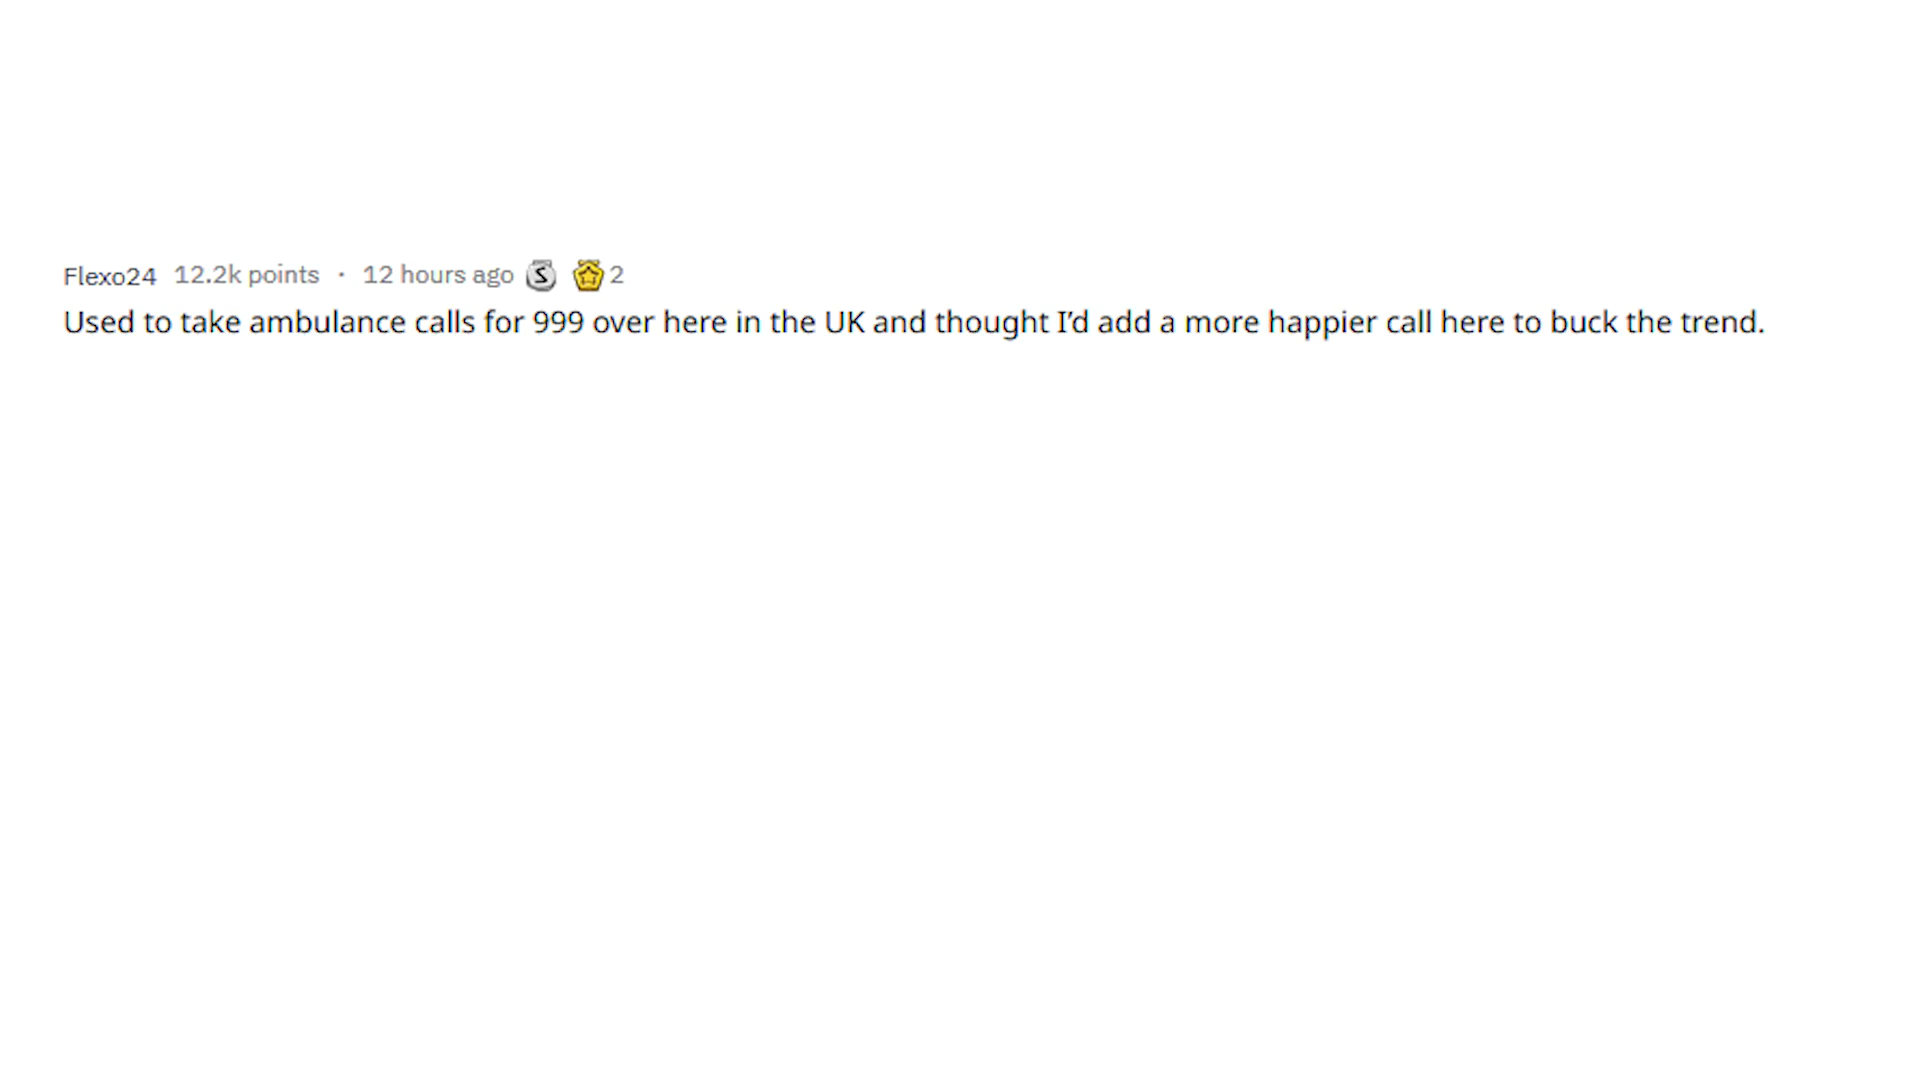 Flexo24 12.2k points · 12 hours ago S 2
Used to take ambulance calls for 999 over here in the UK and thought I’d add a more happier call here to buck the trend.